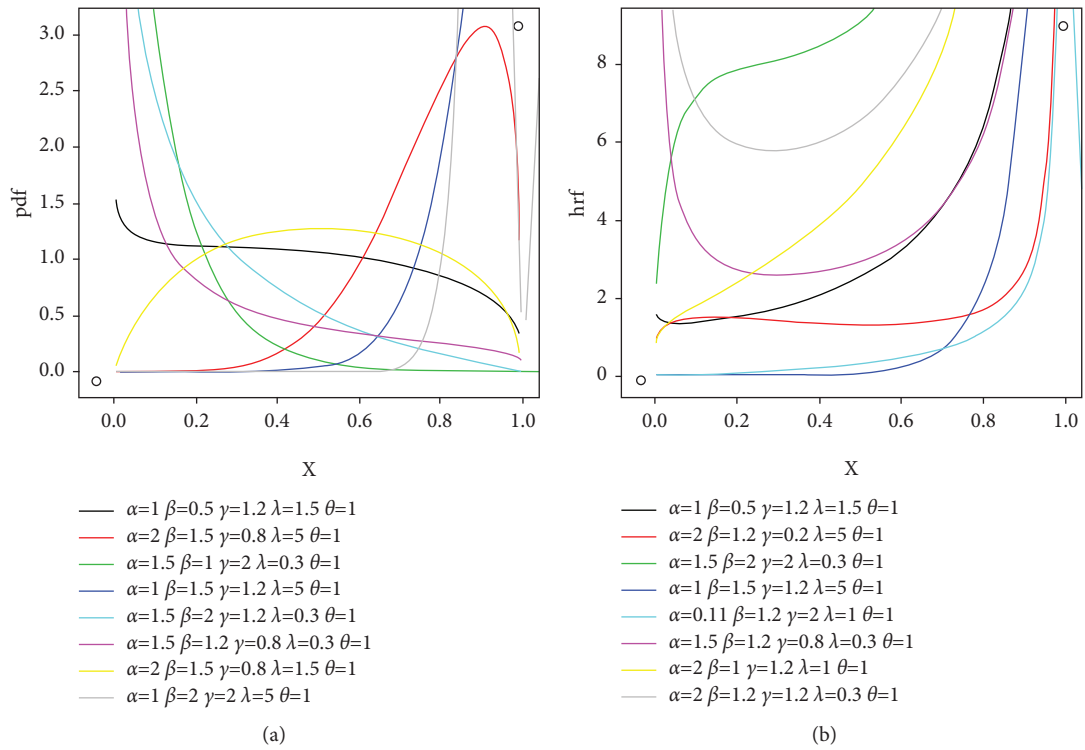 3.0
2.5
2.0
1.5
1.0
0.5
0.0
pdf
0.0 0.2 0.4 0.6 0.8 1.0
X
α=1 β=0.5 γ=1.2 λ=1.5 θ=1
α=2 β=1.5 γ=0.8 λ=5 θ=1
α=1.5 β=1 γ=2 λ=0.3 θ=1
α=1 β=1.5 γ=1.2 λ=5 θ=1
α=1.5 β=2 γ=1.2 λ=0.3 θ=1
α=1.5 β=1.2 γ=0.8 λ=0.3 θ=1
α=2 β=1.5 γ=0.8 λ=1.5 θ=1
α=1 β=2 γ=2 λ=5 θ=1
(a)
8
6
4
2
0
hrf
0.0 0.2 0.4 0.6 0.8 1.0
X
α=1 β=0.5 γ=1.2 λ=1.5 θ=1
α=2 β=1.2 γ=0.2 λ=5 θ=1
α=1.5 β=2 γ=2 λ=0.3 θ=1
α=1 β=1.5 γ=1.2 λ=5 θ=1
α=0.11 β=1.2 γ=2 λ=1 θ=1
α=1.5 β=1.2 γ=0.8 λ=0.3 θ=1
α=2 β=1 γ=1.2 λ=1 θ=1
α=2 β=1.2 γ=1.2 λ=0.3 θ=1
(b)